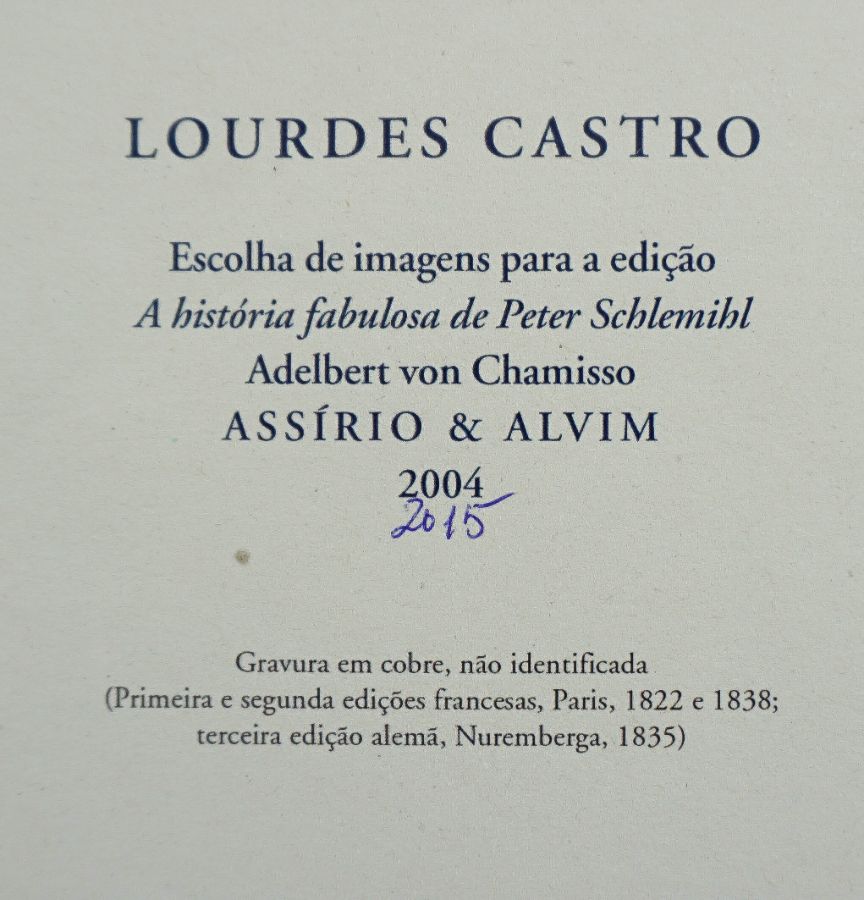 LOURDES CASTRO
Escolha de imagens para a edição
A história fabulosa de Peter Schlemihl
Adelbert von Chamisso
ASSÍRIO & ALVIM
2004
2015
Gravura em cobre, não identificada
(Primeira e segunda edições francesas, Paris, 1822 e 1838;
terceira edição alemã, Nuremberga, 1835)